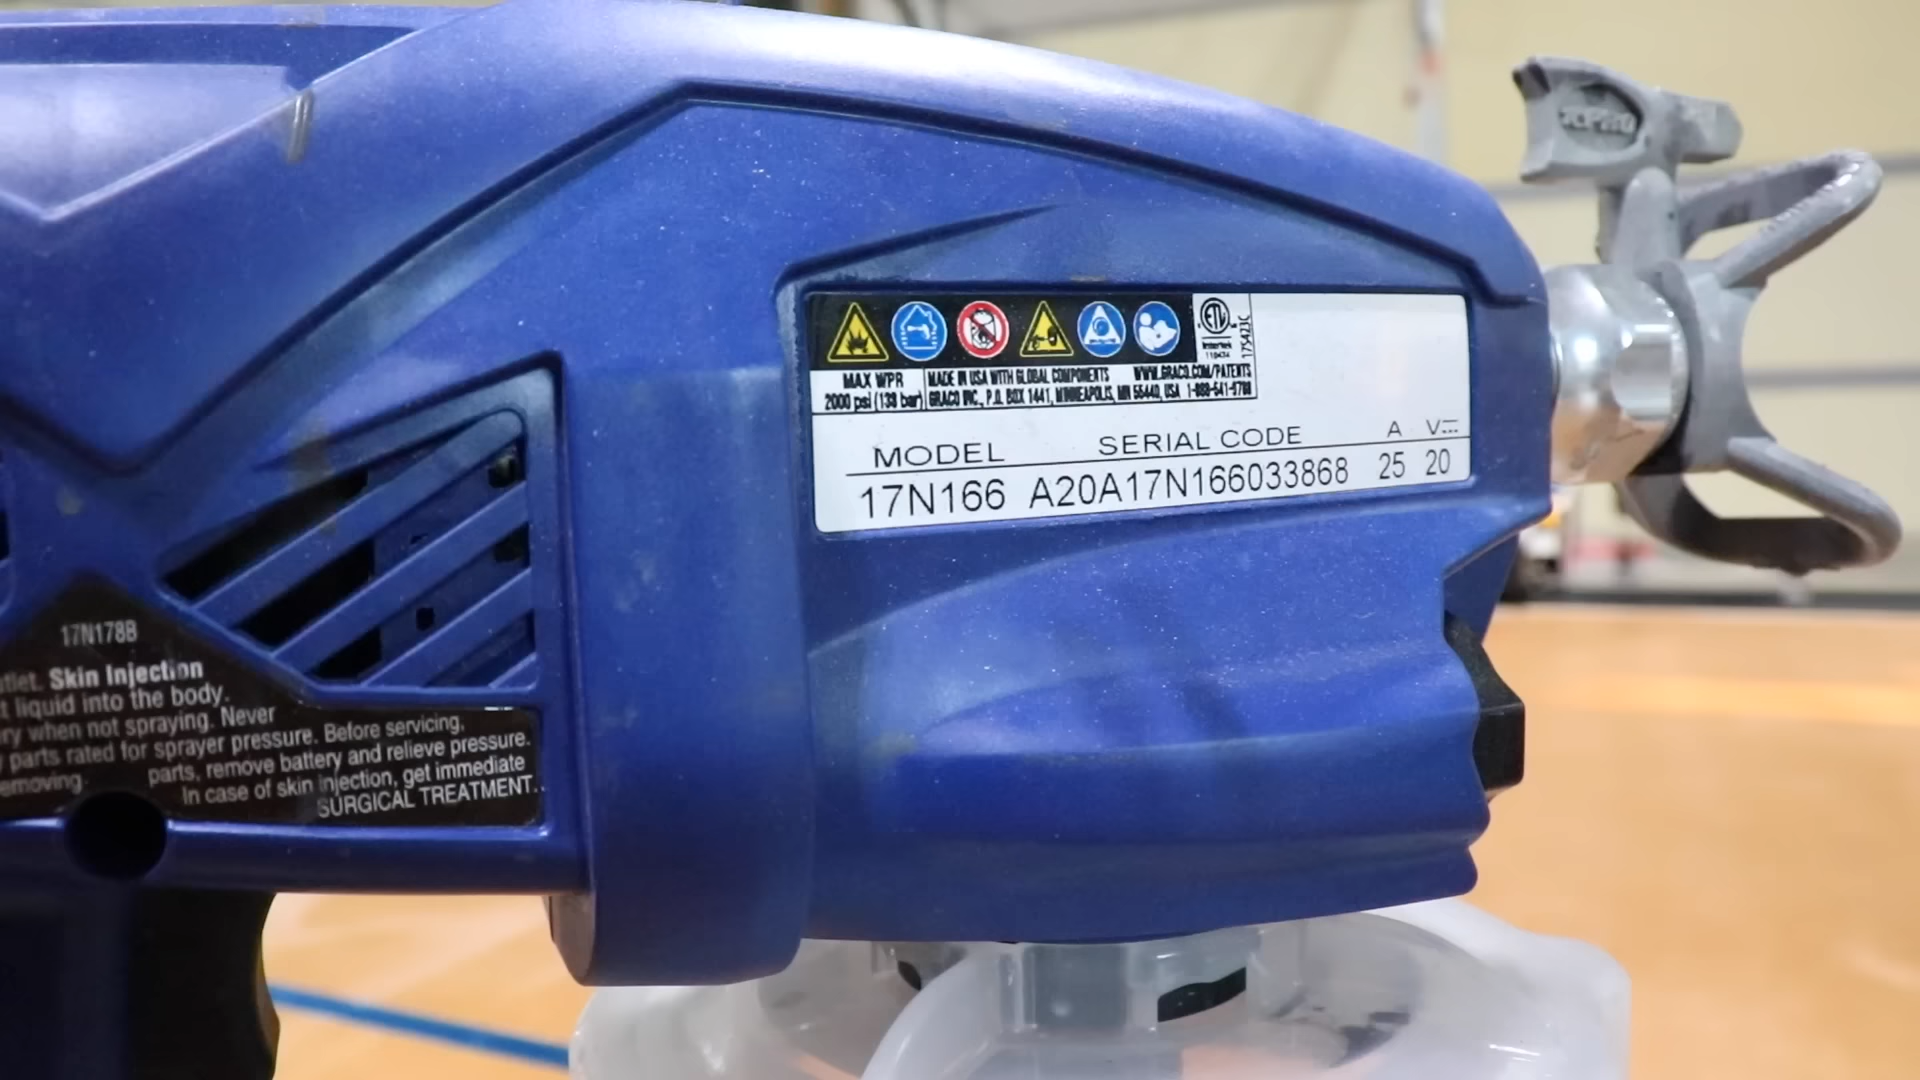 ETL
Intertek
17S423C
MAX WPR
2000 psi (138 bar)
MADE IN USA WITH GLOBAL COMPONENTS WWW.GRACO.COM/PATENTS
GRACO INC., P.O. BOX 1441, MINNEAPOLIS, MN 55440, USA
MODEL SERIAL CODE A V
17N166 A20A17N166033868 25 20
17N178B
Skin Injection
liquid into the body.
when not spraying. Never
parts rated for sprayer pressure. Before servicing,
parts, remove battery and relieve pressure.
In case of skin injection, get immediate
SURGICAL TREATMENT.